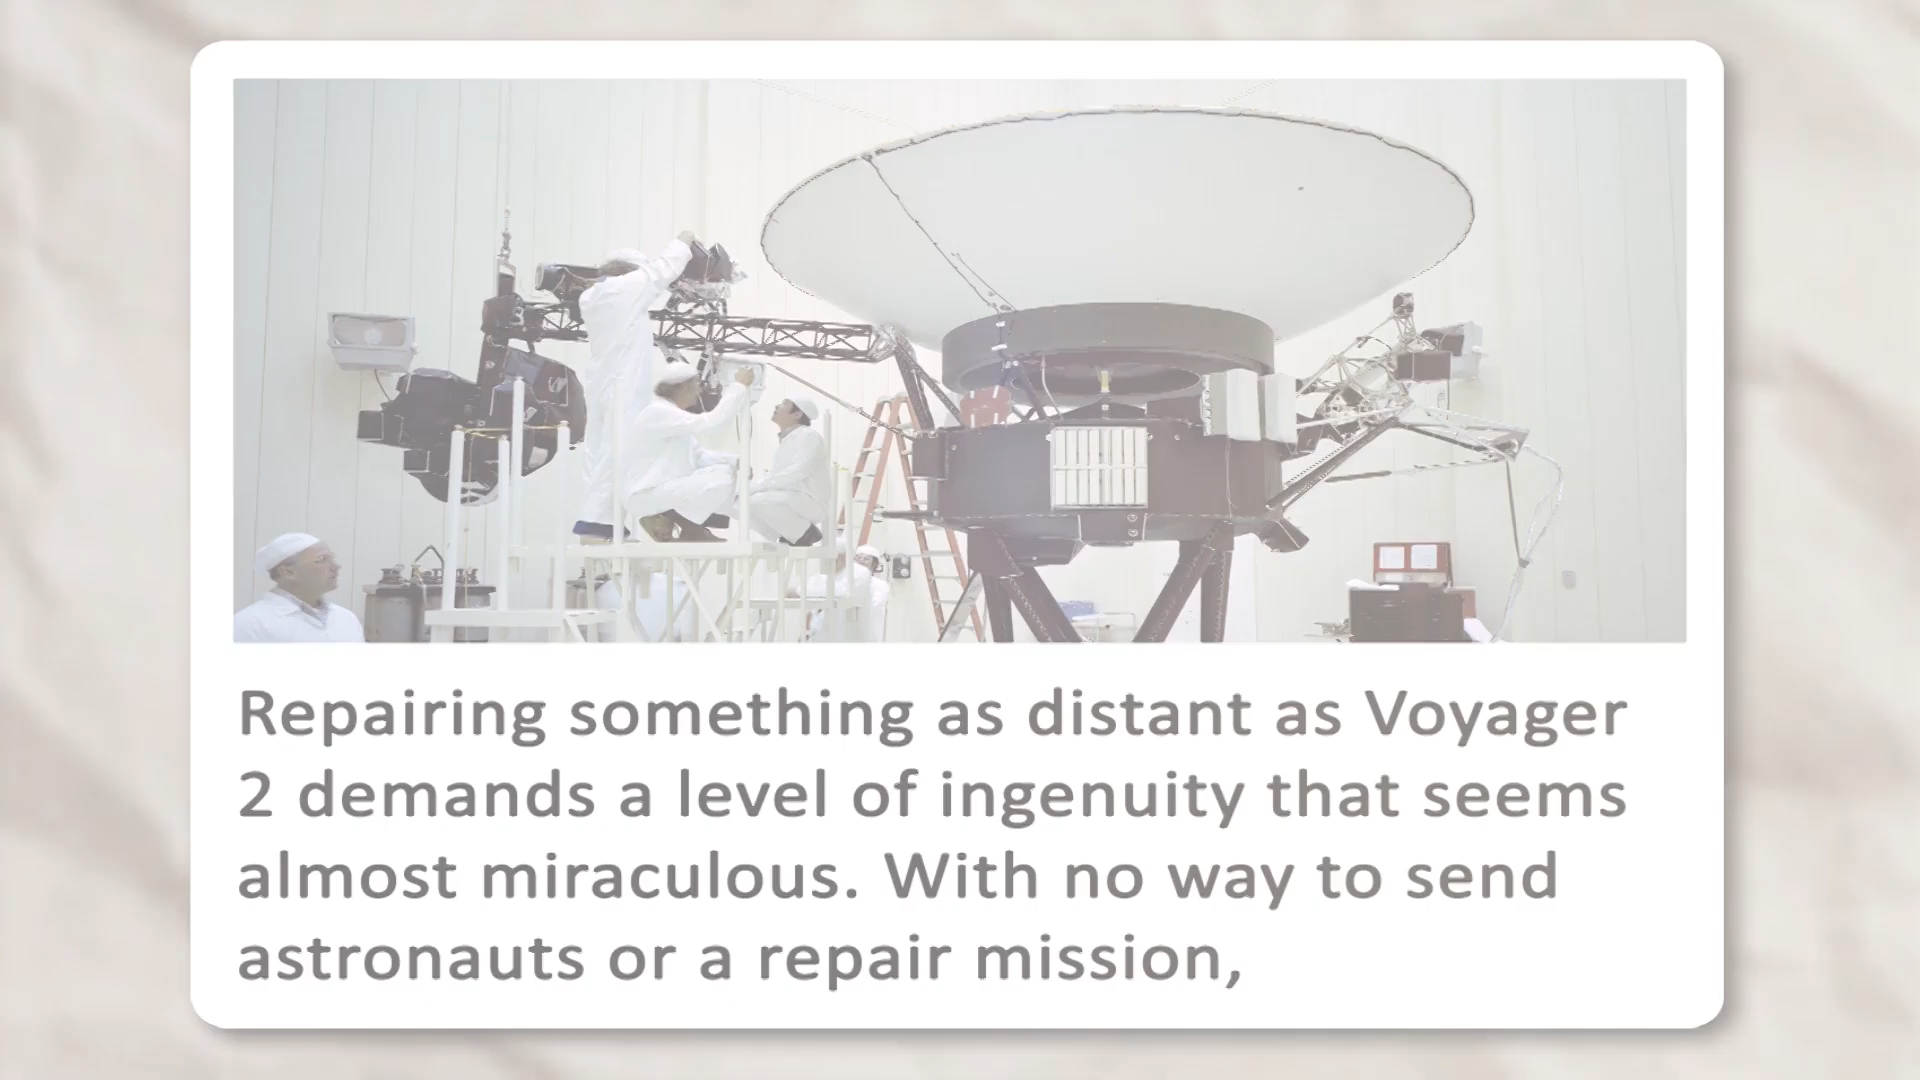 Repairing something as distant as Voyager
2 demands a level of ingenuity that seems
almost miraculous. With no way to send
astronauts or a repair mission,